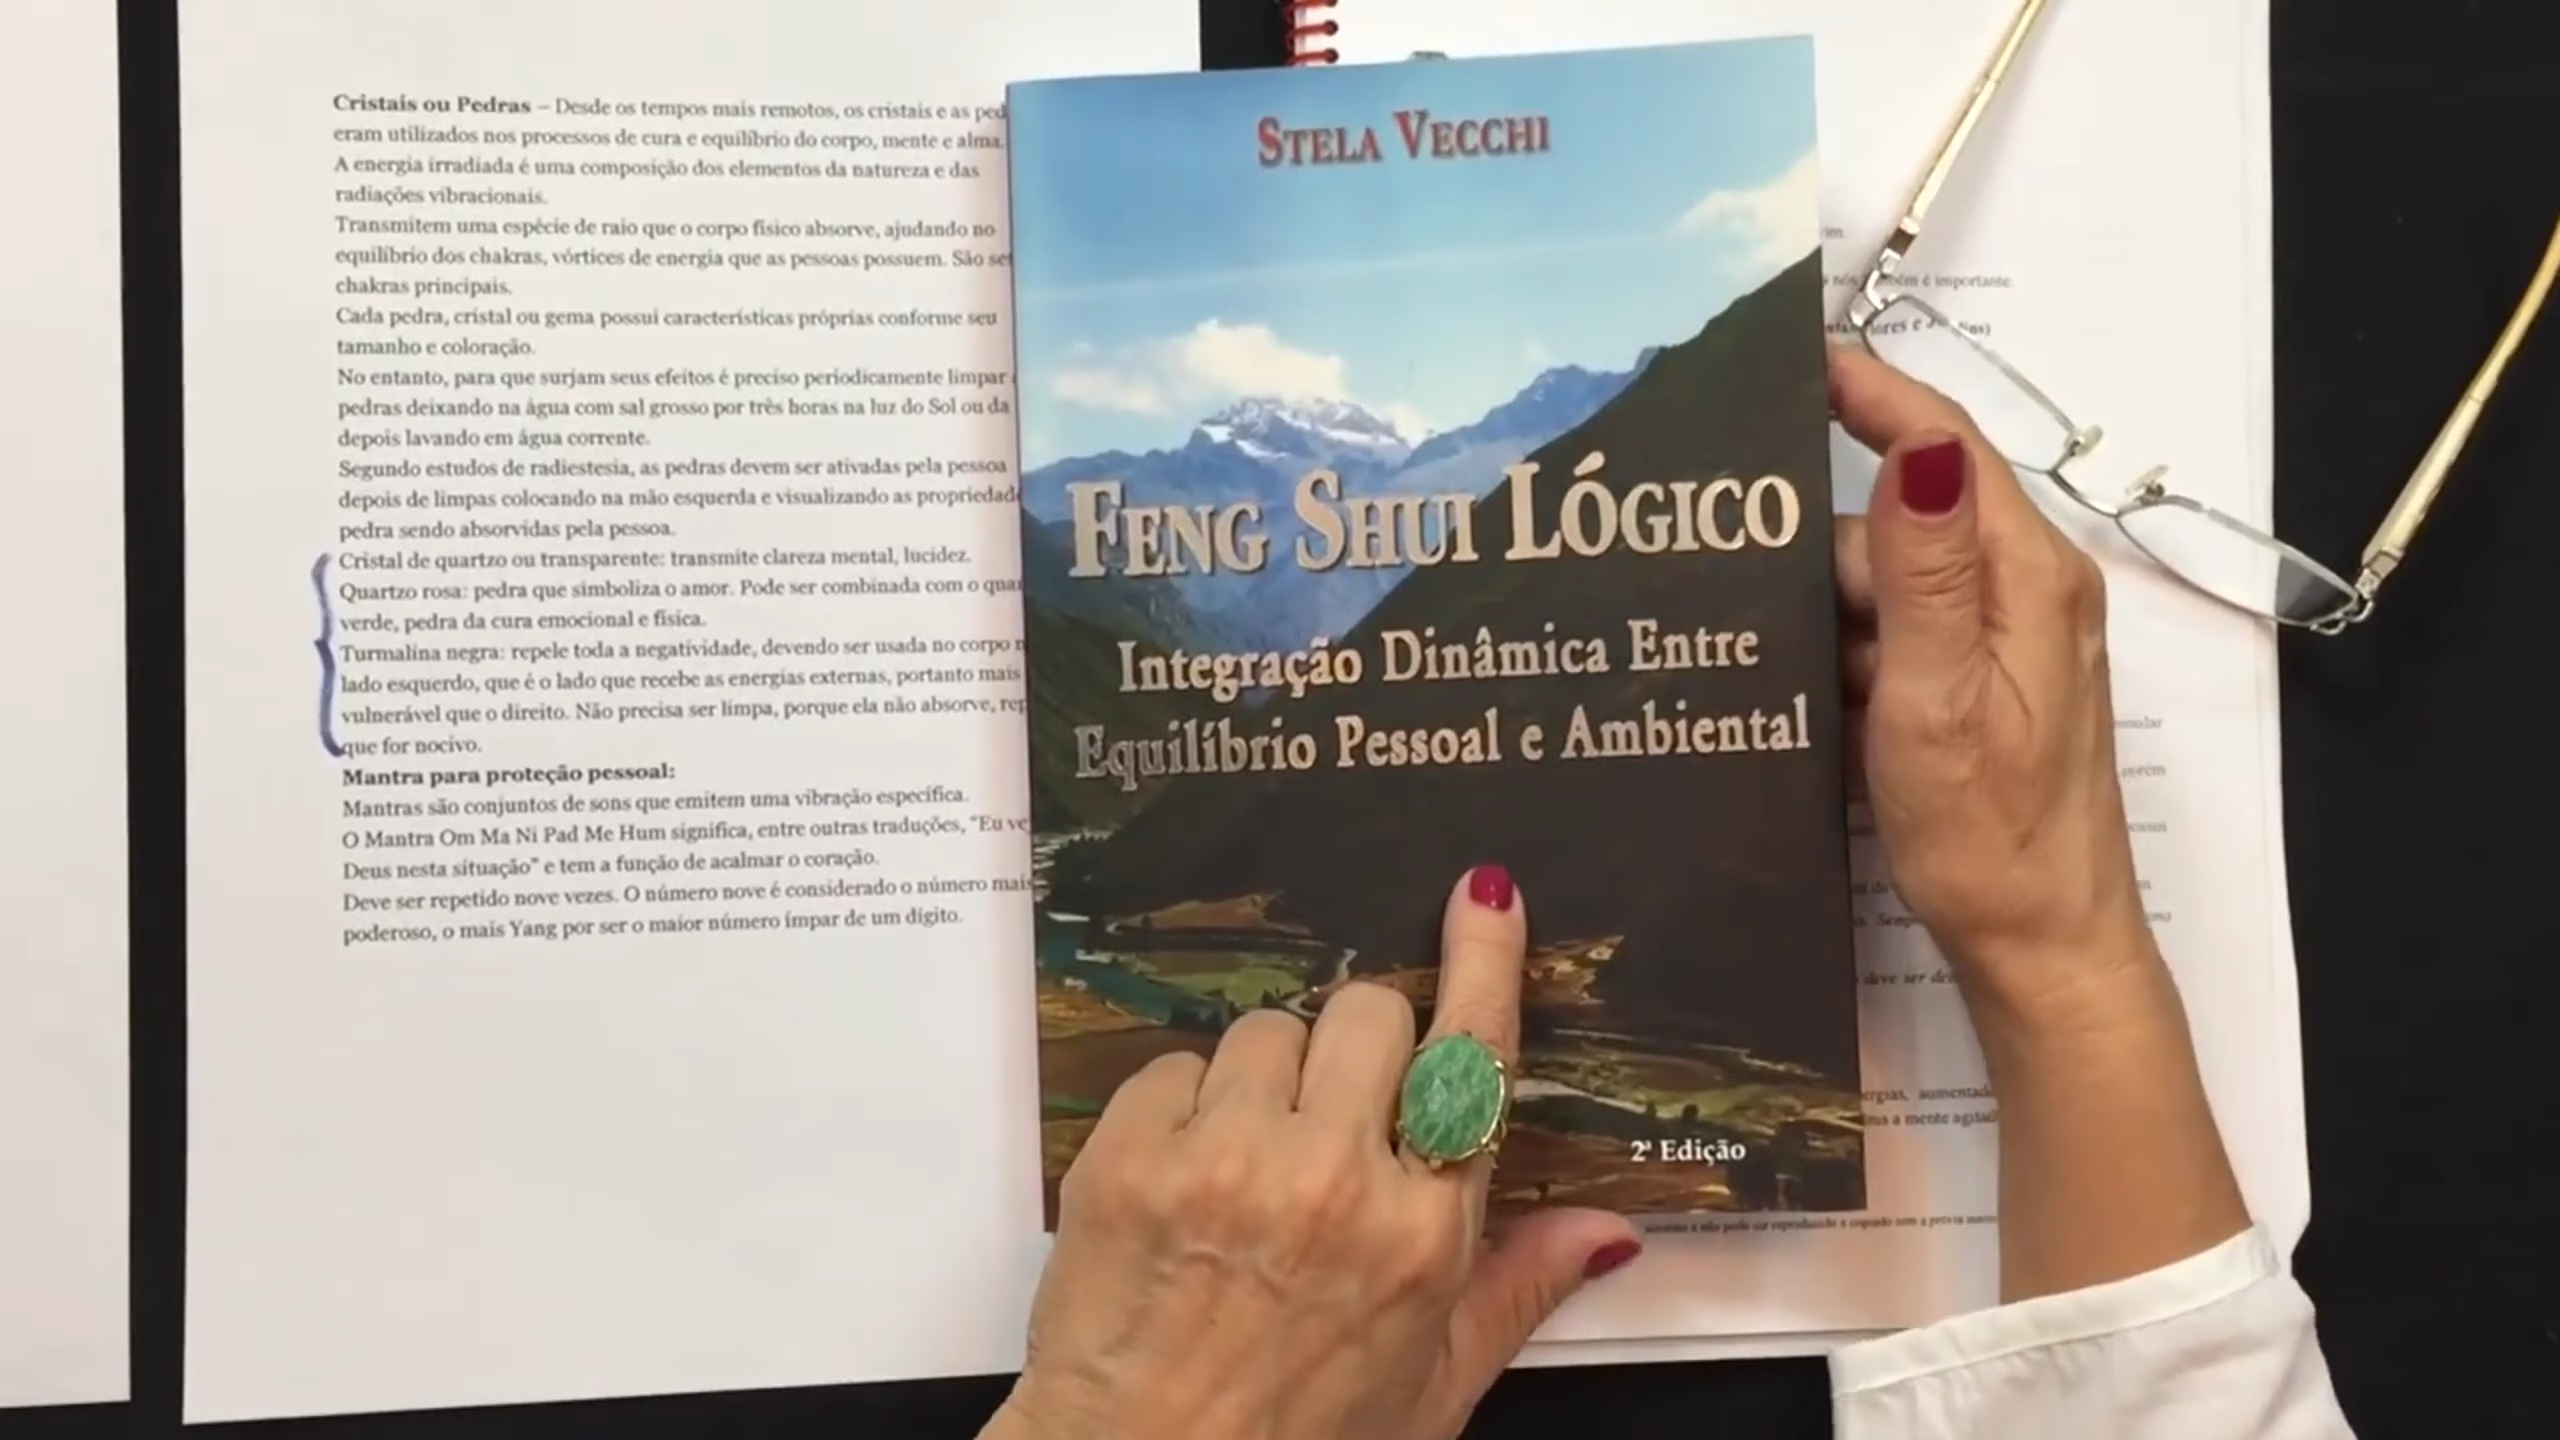 Cristais ou Pedras – Desde os tempos mais remotos, os cristais e as
eram utilizados nos processos de cura e equilíbrio do corpo, mente e alma.
A energia irradiada é uma composição dos elementos da natureza e das
radiações vibracionais.
Transmitem uma espécie de raio que o corpo físico absorve, ajudando no
equilíbrio dos chakras, vórtices de energia que as pessoas possuem. São
chakras principais.
Cada pedra, cristal ou gema possui características próprias conforme seu
tamanho e coloração.
No entanto, para que surjam seus efeitos é preciso periodicamente limpar
pedras deixando na água com sal grosso por três horas na luz do Sol ou da
depois lavando em água corrente.
Segundo estudos de radiestesia, as pedras devem ser ativadas pela pessoa
depois de limpas colocando na mão esquerda e visualizando as
pedra sendo absorvidas pela pessoa.
Cristal de quartzo ou transparente: transmite clareza mental, lucidez.
Quartzo rosa: pedra que simboliza o amor. Pode ser combinada com o
verde, pedra da cura emocional e física.
Turmalina negra: repele toda a negatividade, devendo ser usada no corpo
lado esquerdo, que é o lado que recebe as energias externas, portanto mais
vulnerável que o direito. Não precisa ser limpa, porque ela não absorve,
que for nocivo.
Mantra para proteção pessoal:
Mantras são conjuntos de sons que emitem uma vibração específica.
O Mantra Om Ma Ni Pad Me Hum significa, entre outras traduções, "Eu
Deus nesta situação" e tem a função de acalmar o coração.
Deve ser repetido nove vezes. O número nove é considerado o número mais
poderoso, o mais Yang por ser o maior número ímpar de um dígito.
STELA VECCHI
FENG SHUI LÓGICO
Integração Dinâmica Entre
Equilíbrio Pessoal e Ambiental
2ª Edição
é importante.
porém
deve ser
aumentad
a mente